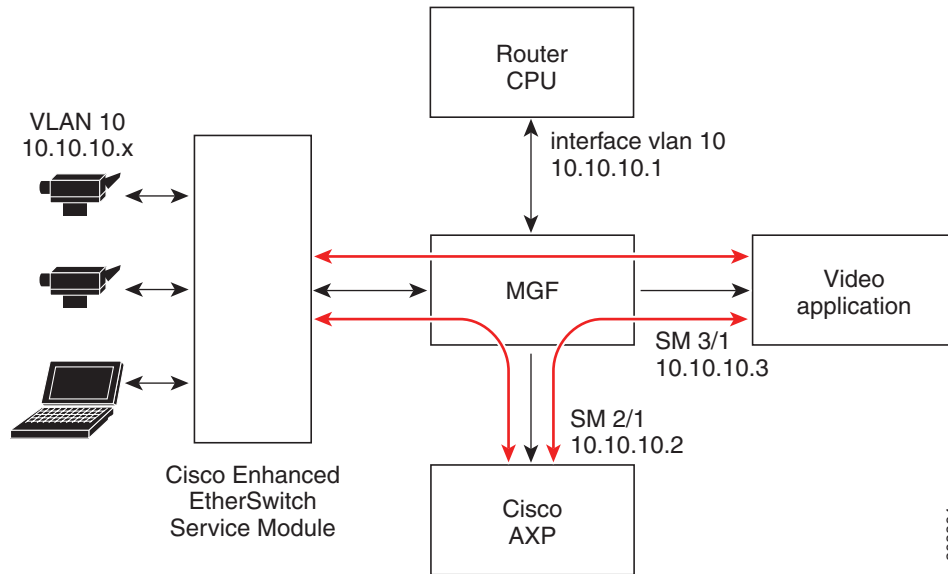 Router
CPU
VLAN 10
10.10.10.x
interface vlan 10
10.10.10.1
MGF
Video
application
SM 3/1
10.10.10.3
SM 2/1
10.10.10.2
Cisco Enhanced
EtherSwitch
Service Module
Cisco
AXP